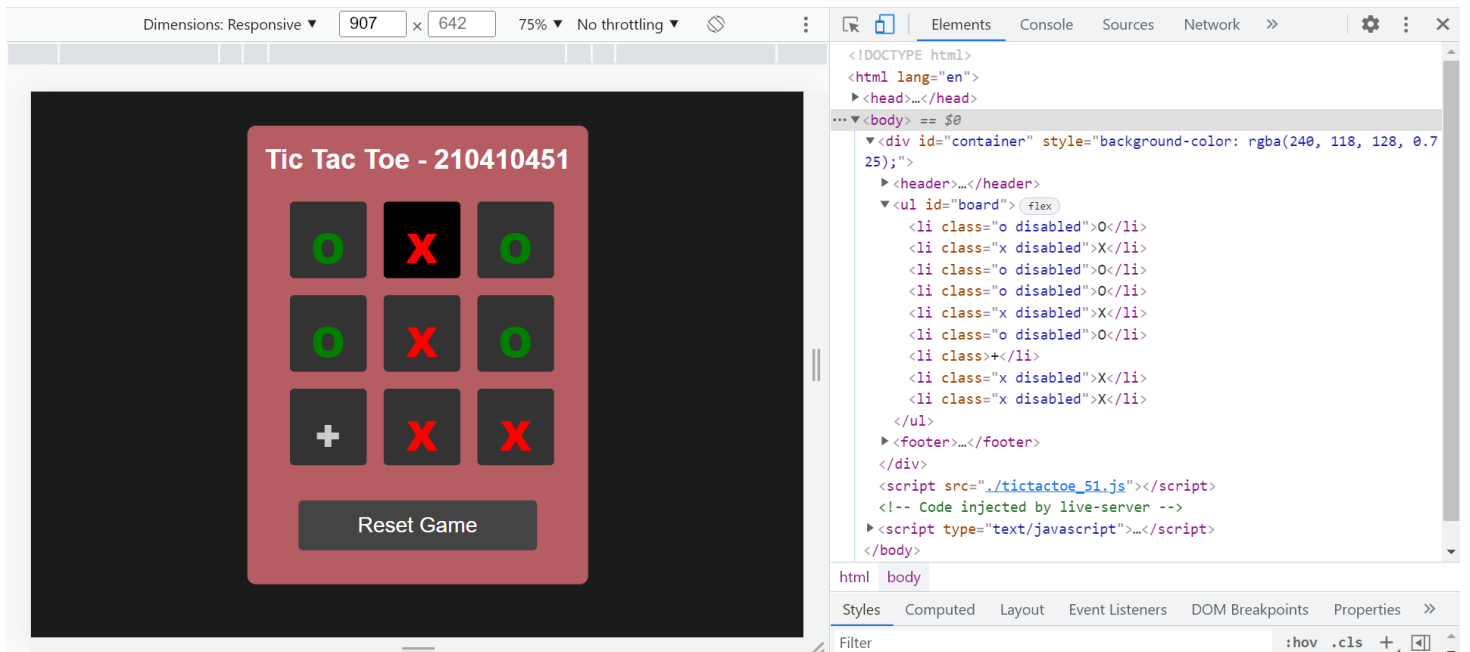 Dimensions: Responsive ▼ 907 × 642 75% ▼ No throttling ▼
Elements Console Sources Network »
Tic Tac Toe - 210410451
O X O
O X O
+ X X
Reset Game
<!DOCTYPE html>
<html lang="en">
▶<head>…</head>
··· ▼<body> == $0
▼<div id="container" style="background-color: rgba(240, 118, 128, 0.7
25);">
▶<header>…</header>
▼<ul id="board"> flex
<li class="o disabled">O</li>
<li class="x disabled">X</li>
<li class="o disabled">O</li>
<li class="o disabled">O</li>
<li class="x disabled">X</li>
<li class="o disabled">O</li>
<li class>+</li>
<li class="x disabled">X</li>
<li class="x disabled">X</li>
</ul>
▶<footer>…</footer>
</div>
<script src="./tictactoe_51.js"></script>
<!-- Code injected by live-server -->
▶<script type="text/javascript">…</script>
</body>
html body
Styles Computed Layout Event Listeners DOM Breakpoints Properties »
Filter :hov .cls +